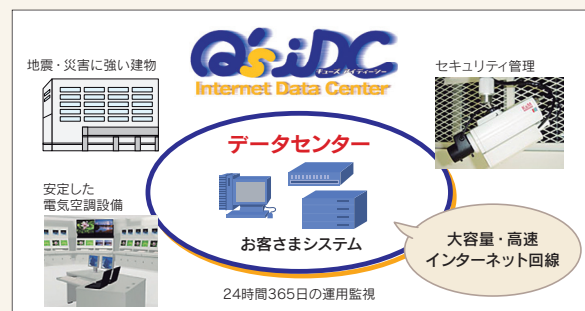 Q'siDC
キューズ アイディーシー
Internet Data Center
地震・災害に強い建物
セキュリティ管理
データセンター
安定した
電気空調設備
お客さまシステム
大容量・高速
インターネット回線
24時間365日の運用監視